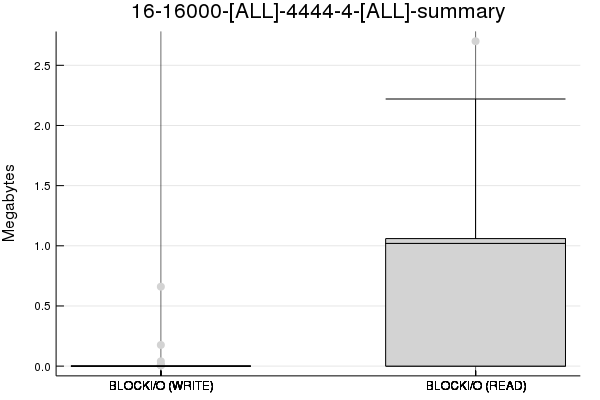 16-16000-[ALL]-4444-4-[ALL]-summary
Megabytes
2.5
2.0
1.5
1.0
0.5
0.0
BLOCKI/O (WRITE)
BLOCKI/O (READ)